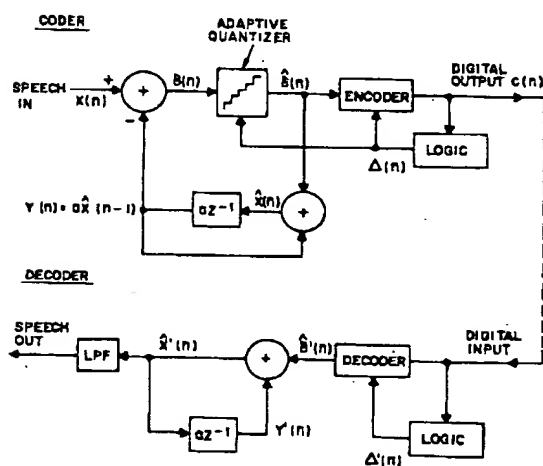 CODER
ADAPTIVE
QUANTIZER
SPEECH
IN
+
X(n)
-
+
B(n)
B̂(n)
ENCODER
DIGITAL
OUTPUT C(n)
LOGIC
Δ(n)
Y(n)= aX̂(n-1)
aZ⁻¹
X̂(n)
+
DECODER
SPEECH
OUT
LPF
X̂'(n)
+
B̂'(n)
DECODER
DIGITAL
INPUT
aZ⁻¹
Y'(n)
LOGIC
Δ'(n)